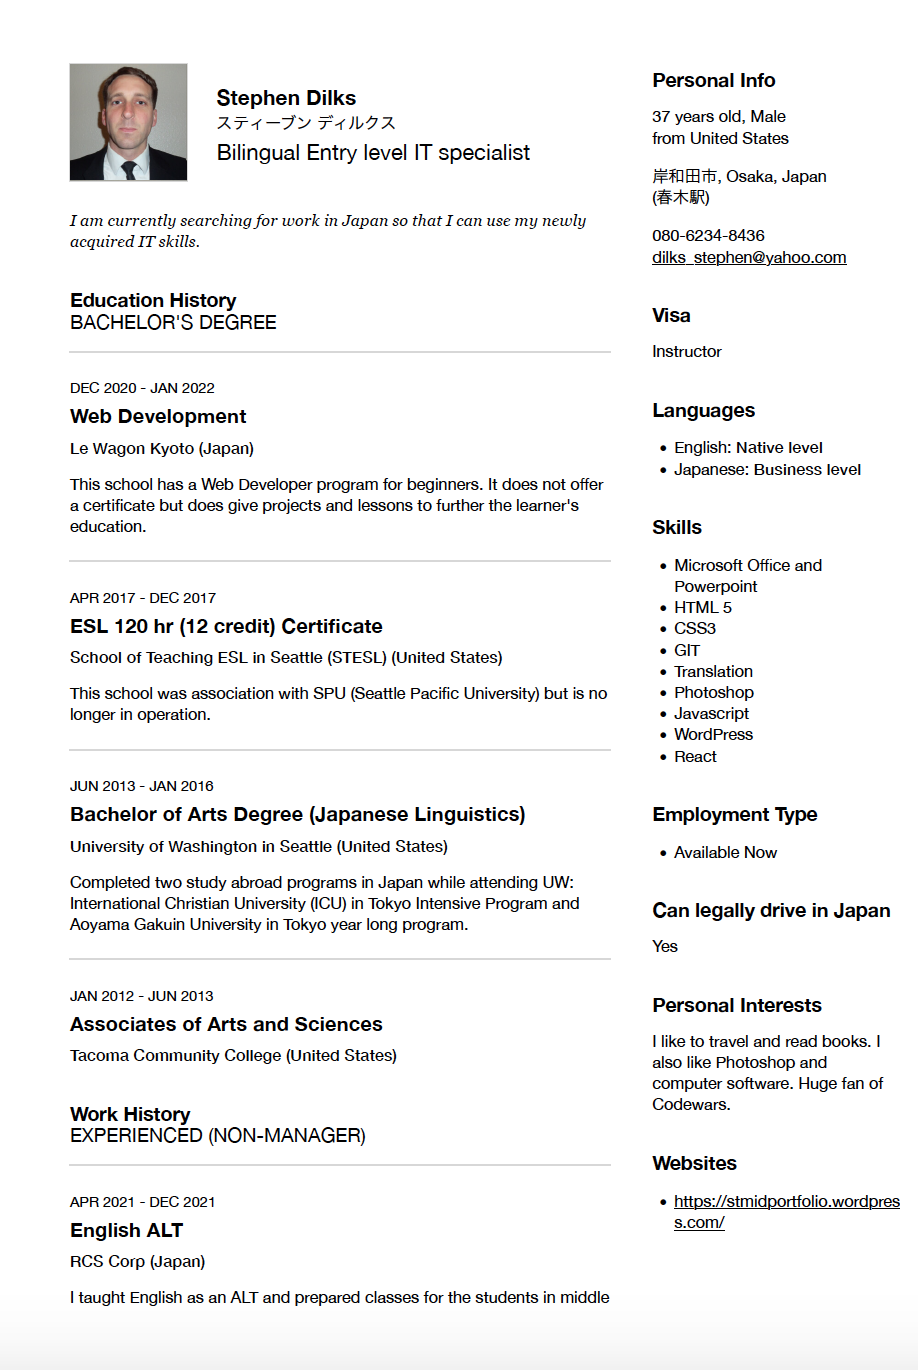 Stephen Dilks
スティーブン ディルクス
Bilingual Entry level IT specialist
I am currently searching for work in Japan so that I can use my newly
acquired IT skills.
Education History
BACHELOR'S DEGREE
DEC 2020 - JAN 2022
Web Development
Le Wagon Kyoto (Japan)
This school has a Web Developer program for beginners. It does not offer
a certificate but does give projects and lessons to further the learner's
education.
APR 2017 - DEC 2017
ESL 120 hr (12 credit) Certificate
School of Teaching ESL in Seattle (STESL) (United States)
This school was association with SPU (Seattle Pacific University) but is no
longer in operation.
JUN 2013 - JAN 2016
Bachelor of Arts Degree (Japanese Linguistics)
University of Washington in Seattle (United States)
Completed two study abroad programs in Japan while attending UW:
International Christian University (ICU) in Tokyo Intensive Program and
Aoyama Gakuin University in Tokyo year long program.
JAN 2012 - JUN 2013
Associates of Arts and Sciences
Tacoma Community College (United States)
Work History
EXPERIENCED (NON-MANAGER)
APR 2021 - DEC 2021
English ALT
RCS Corp (Japan)
I taught English as an ALT and prepared classes for the students in middle
Personal Info
37 years old, Male
from United States
岸和田市, Osaka, Japan
(春木駅)
080-6234-8436
dilks_stephen@yahoo.com
Visa
Instructor
Languages
• English: Native level
• Japanese: Business level
Skills
• Microsoft Office and
Powerpoint
• HTML 5
• CSS3
• GIT
• Translation
• Photoshop
• Javascript
• WordPress
• React
Employment Type
• Available Now
Can legally drive in Japan
Yes
Personal Interests
I like to travel and read books. I
also like Photoshop and
computer software. Huge fan of
Codewars.
Websites
• https://stmidportfolio.wordpres
s.com/